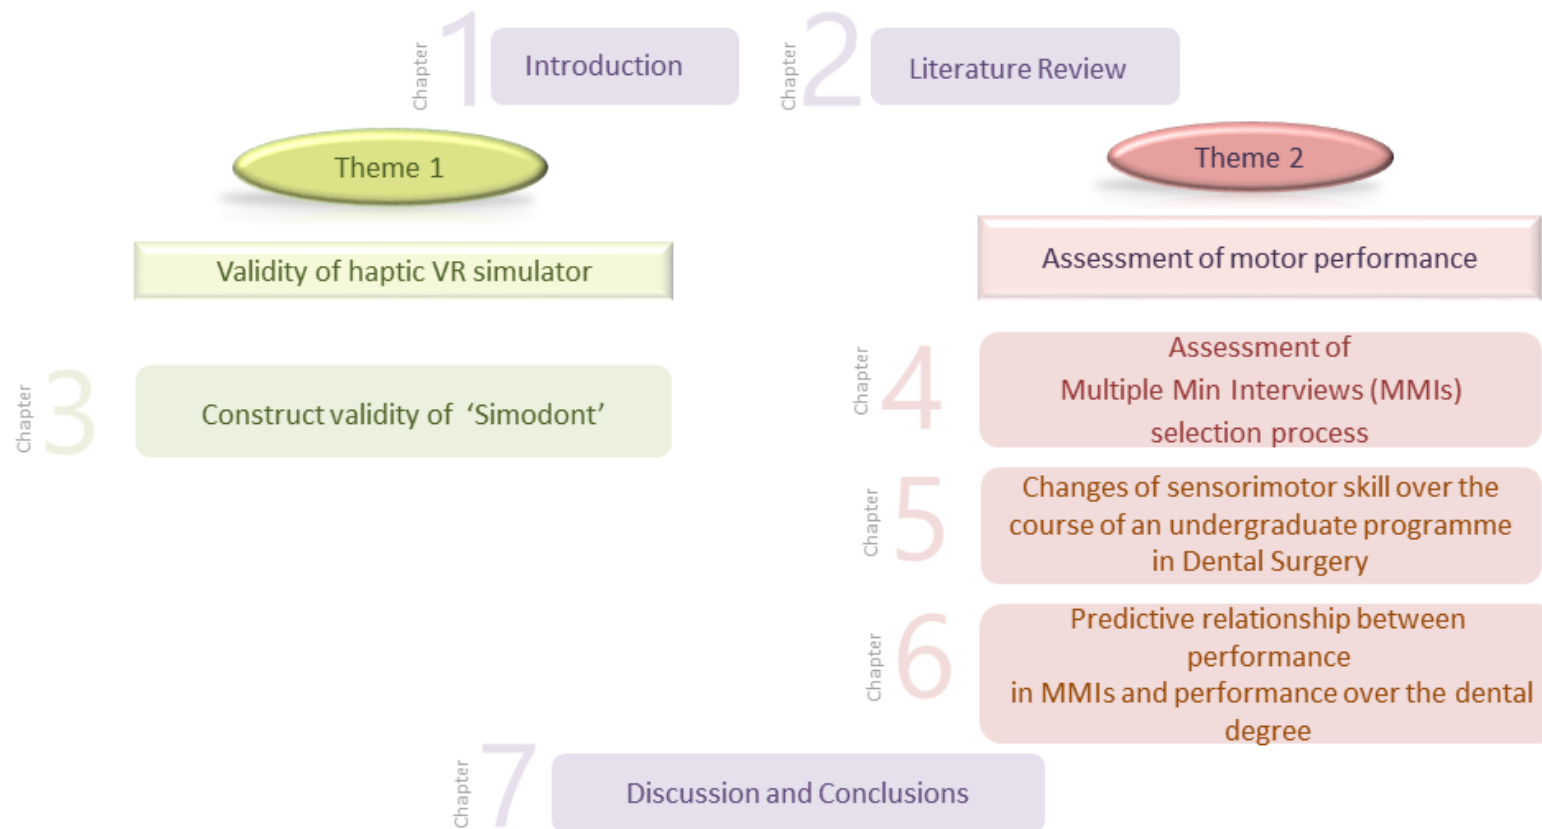 Chapter 1 Introduction
Chapter 2 Literature Review
Theme 1
Validity of haptic VR simulator
Chapter 3 Construct validity of ‘Simodont’
Theme 2
Assessment of motor performance
Chapter 4
Assessment of
Multiple Min Interviews (MMIs)
selection process
Chapter 5
Changes of sensorimotor skill over the
course of an undergraduate programme
in Dental Surgery
Chapter 6
Predictive relationship between
performance
in MMIs and performance over the dental
degree
Chapter 7 Discussion and Conclusions